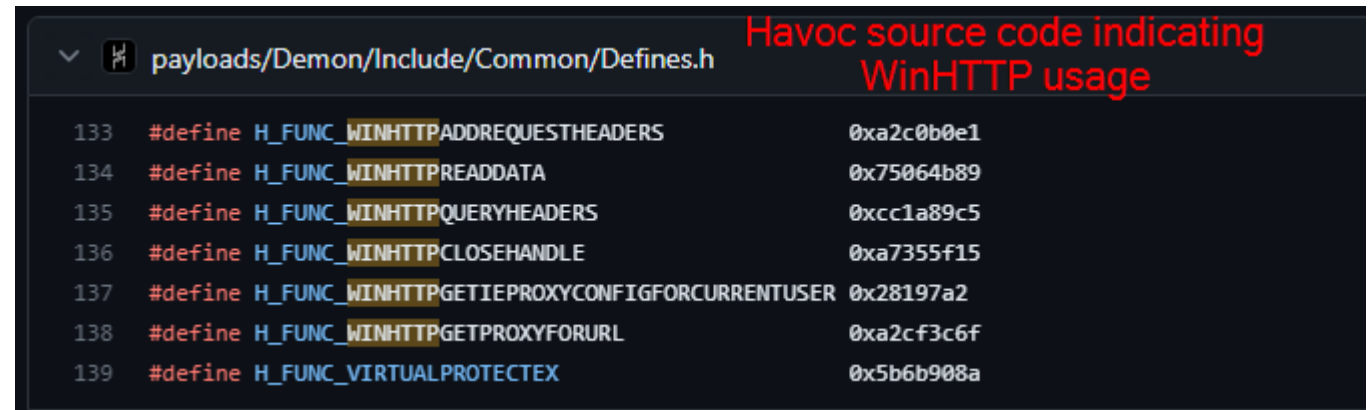 Havoc source code indicating
WinHTTP usage
payloads/Demon/Include/Common/Defines.h
133 #define H_FUNC_WINHTTPADDREQUESTHEADERS 0xa2c0b0e1
134 #define H_FUNC_WINHTTPREADDATA 0x75064b89
135 #define H_FUNC_WINHTTPQUERYHEADERS 0xcc1a89c5
136 #define H_FUNC_WINHTTPCLOSEHANDLE 0xa7355f15
137 #define H_FUNC_WINHTTPGETIEPROXYCONFIGFORCURRENTUSER 0x28197a2
138 #define H_FUNC_WINHTTPGETPROXYFORURL 0xa2cf3c6f
139 #define H_FUNC_VIRTUALPROTECTEX 0x5b6b908a